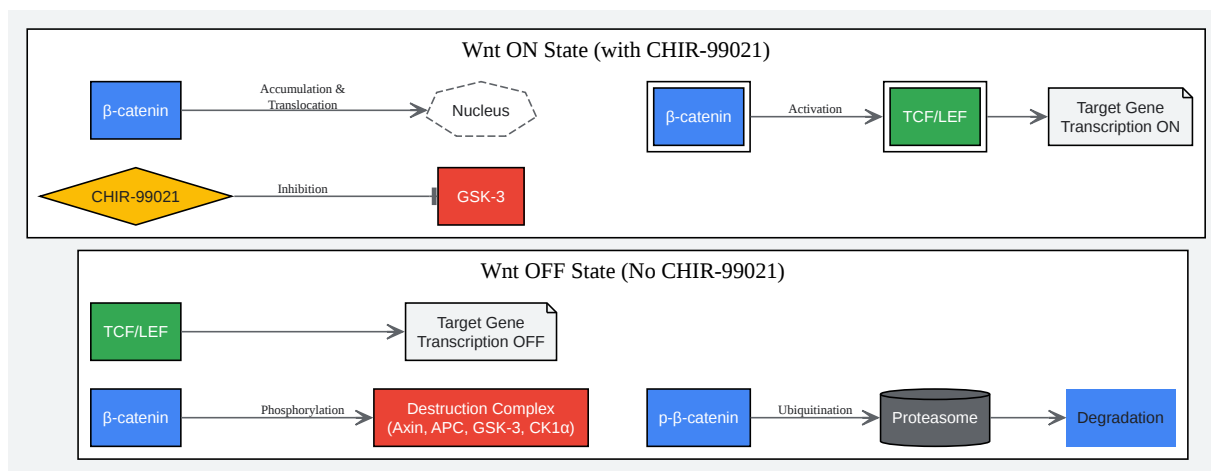 Wnt ON State (with CHIR-99021)
β-catenin
Accumulation &
Translocation
Nucleus
β-catenin
Activation
TCF/LEF
Target Gene
Transcription ON
CHIR-99021
Inhibition
GSK-3
Wnt OFF State (No CHIR-99021)
TCF/LEF
Target Gene
Transcription OFF
β-catenin
Phosphorylation
Destruction Complex
(Axin, APC, GSK-3, CK1α)
p-β-catenin
Ubiquitination
Proteasome
Degradation